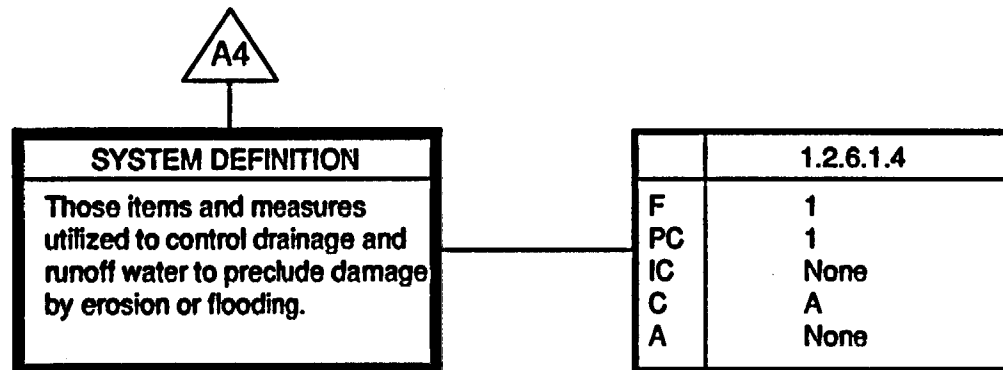 A4
SYSTEM DEFINITION
Those items and measures
utilized to control drainage and
runoff water to preclude damage
by erosion or flooding.
1.2.6.1.4
F 1
PC 1
IC None
C A
A None